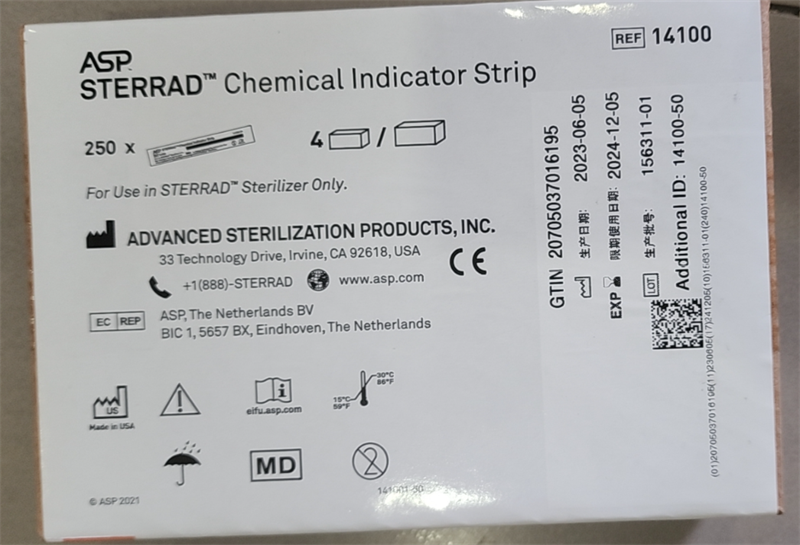 ASP
STERRAD™ Chemical Indicator Strip
REF 14100
250 x
4 /
For Use in STERRAD™ Sterilizer Only.
ADVANCED STERILIZATION PRODUCTS, INC.
33 Technology Drive, Irvine, CA 92618, USA
+1(888)-STERRAD www.asp.com
CE
EC REP ASP, The Netherlands BV
BIC 1, 5657 BX, Eindhoven, The Netherlands
US
Made in USA
eifu.asp.com
15°C
59°F
30°C
86°F
MD
2
© ASP 2021
GTIN 20705037016195
生产日期: 2023-06-05
EXP 限期使用日期: 2024-12-05
LOT 生产批号: 156311-01
Additional ID: 14100-50